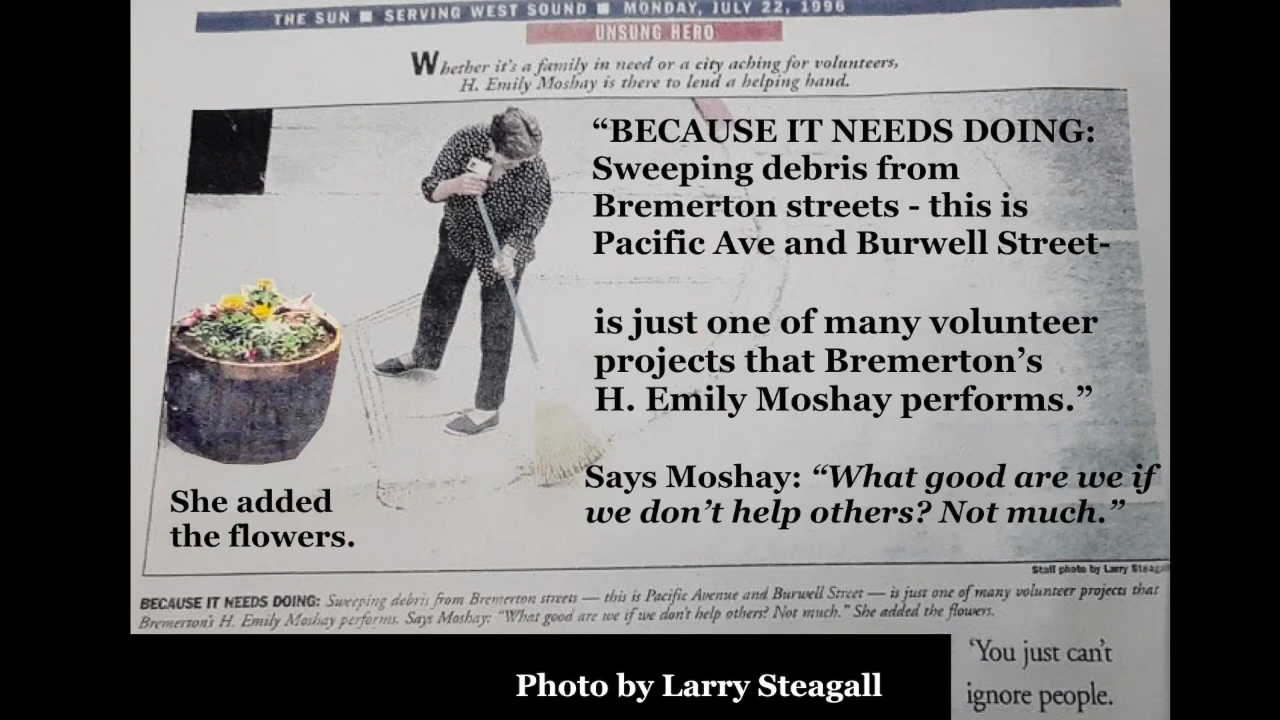 THE SUN ■ SERVING WEST SOUND ■ MONDAY, JULY 22, 1996
UNSUNG HERO
Whether it's a family in need or a city aching for volunteers,
H. Emily Moshay is there to lend a helping hand.
“BECAUSE IT NEEDS DOING:
Sweeping debris from
Bremerton streets - this is
Pacific Ave and Burwell Street-
is just one of many volunteer
projects that Bremerton’s
H. Emily Moshay performs.”
Says Moshay: “What good are we if
we don’t help others? Not much.”
She added
the flowers.
Staff photo by Larry Steagall
BECAUSE IT NEEDS DOING: Sweeping debris from Bremerton streets — this is Pacific Avenue and Burwell Street — is just one of many volunteer projects that
Bremerton's H. Emily Moshay performs. Says Moshay: "What good are we if we don't help others? Not much." She added the flowers.
‘You just can’t
ignore people.
Photo by Larry Steagall